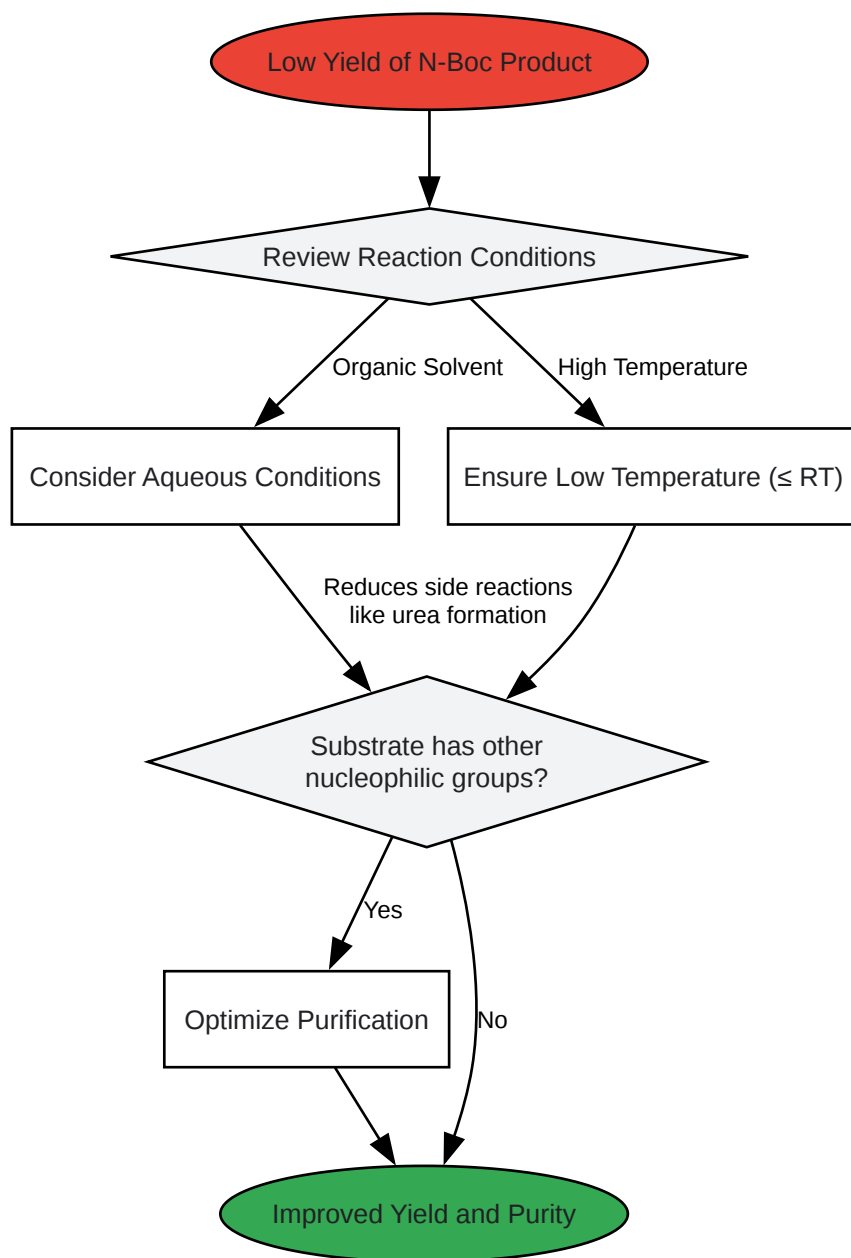 Low Yield of N-Boc Product
Review Reaction Conditions
Organic Solvent
High Temperature
Consider Aqueous Conditions
Ensure Low Temperature (≤ RT)
Reduces side reactions
like urea formation
Substrate has other
nucleophilic groups?
Yes
Optimize Purification
No
Improved Yield and Purity